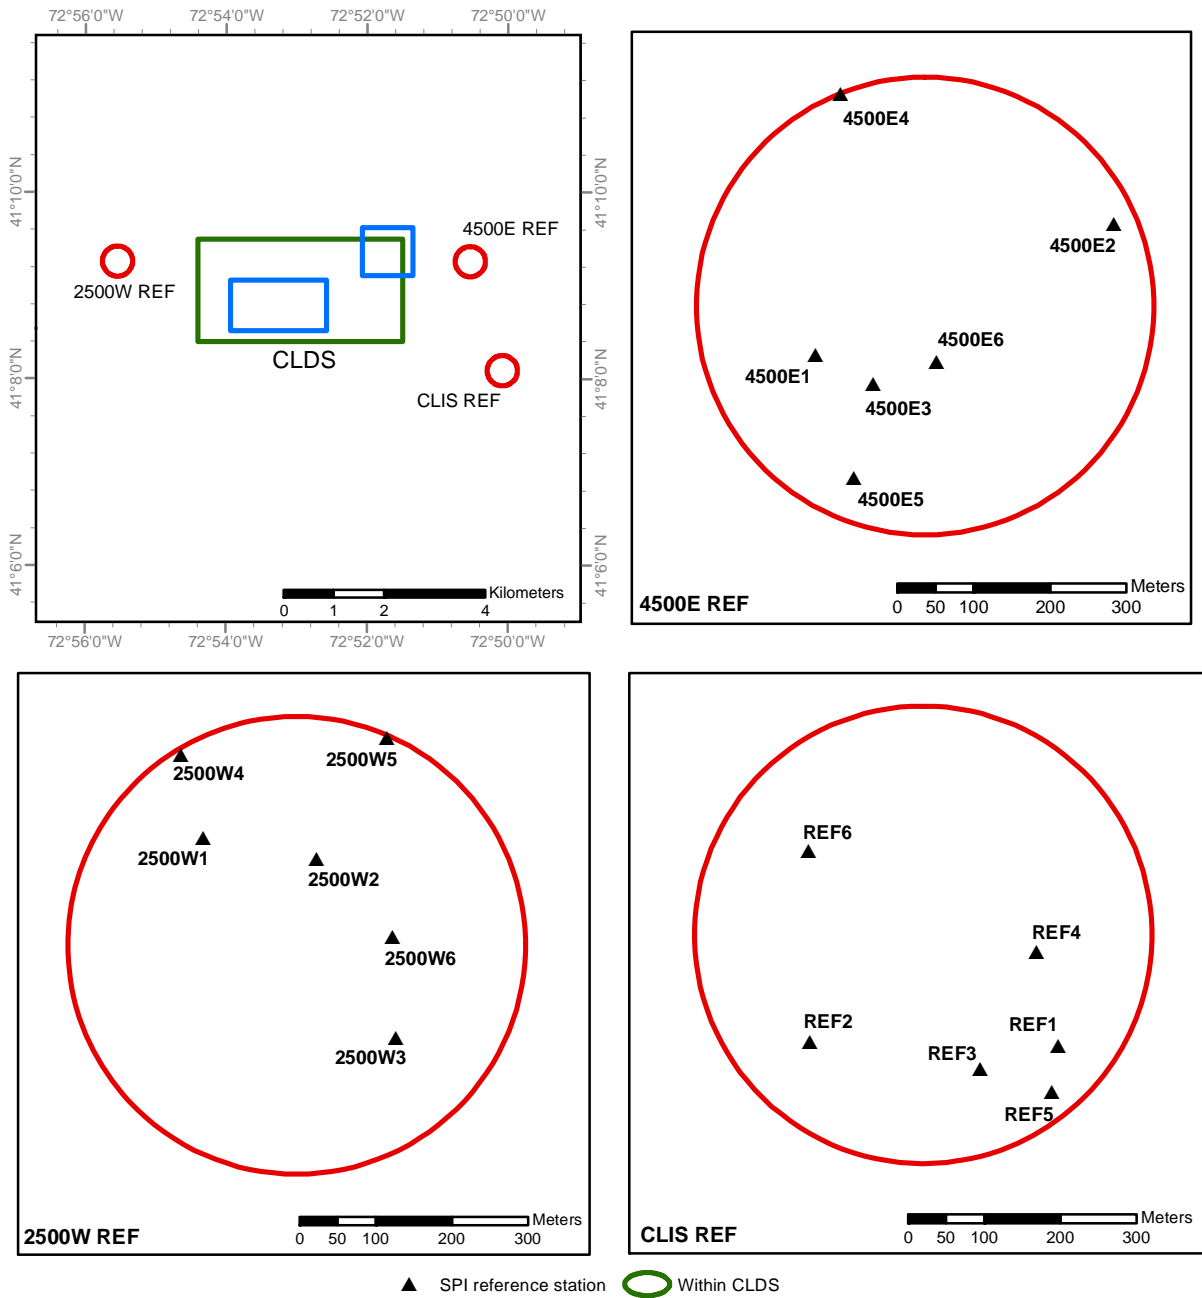 72°56'0"W 72°54'0"W 72°52'0"W 72°50'0"W
41°10'0"N
41°10'0"N
41°8'0"N
41°8'0"N
41°6'0"N
41°6'0"N
4500E REF
2500W REF
CLDS
CLIS REF
Kilometers
0 1 2 4
72°56'0"W 72°54'0"W 72°52'0"W 72°50'0"W
4500E4
4500E2
4500E6
4500E1
4500E3
4500E5
Meters
0 50 100 200 300
4500E REF
2500W5
2500W4
2500W1
2500W2
2500W6
2500W3
Meters
0 50 100 200 300
2500W REF
REF6
REF4
REF2
REF1
REF3
REF5
Meters
0 50 100 200 300
CLIS REF
SPI reference station
Within CLDS